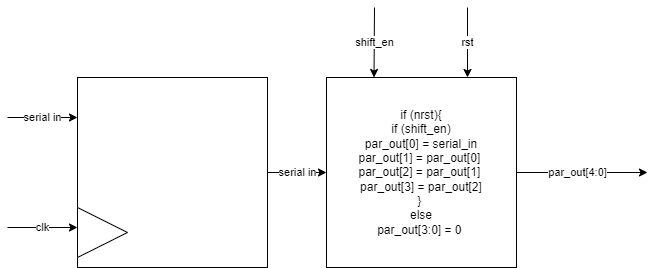 shift_en
rst
serial in
clk
serial in
if (nrst){
if (shift_en)
par_out[0] = serial_in
par_out[1] = par_out[0]
par_out[2] = par_out[1]
par_out[3] = par_out[2]
}
else
par_out[3:0] = 0
par_out[4:0]